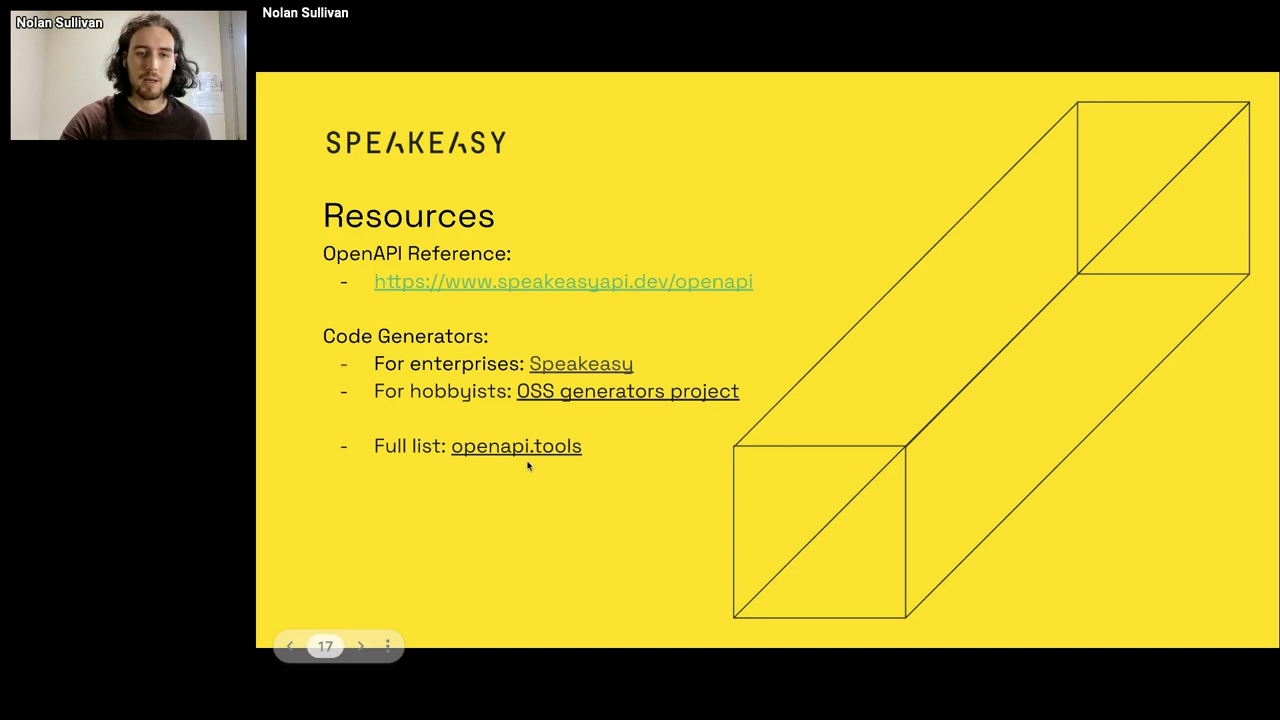 Nolan Sullivan
Nolan Sullivan
SPEAKEASY
Resources
OpenAPI Reference:
- https://www.speakeasyapi.dev/openapi
Code Generators:
- For enterprises: Speakeasy
- For hobbyists: OSS generators project
- Full list: openapi.tools
17